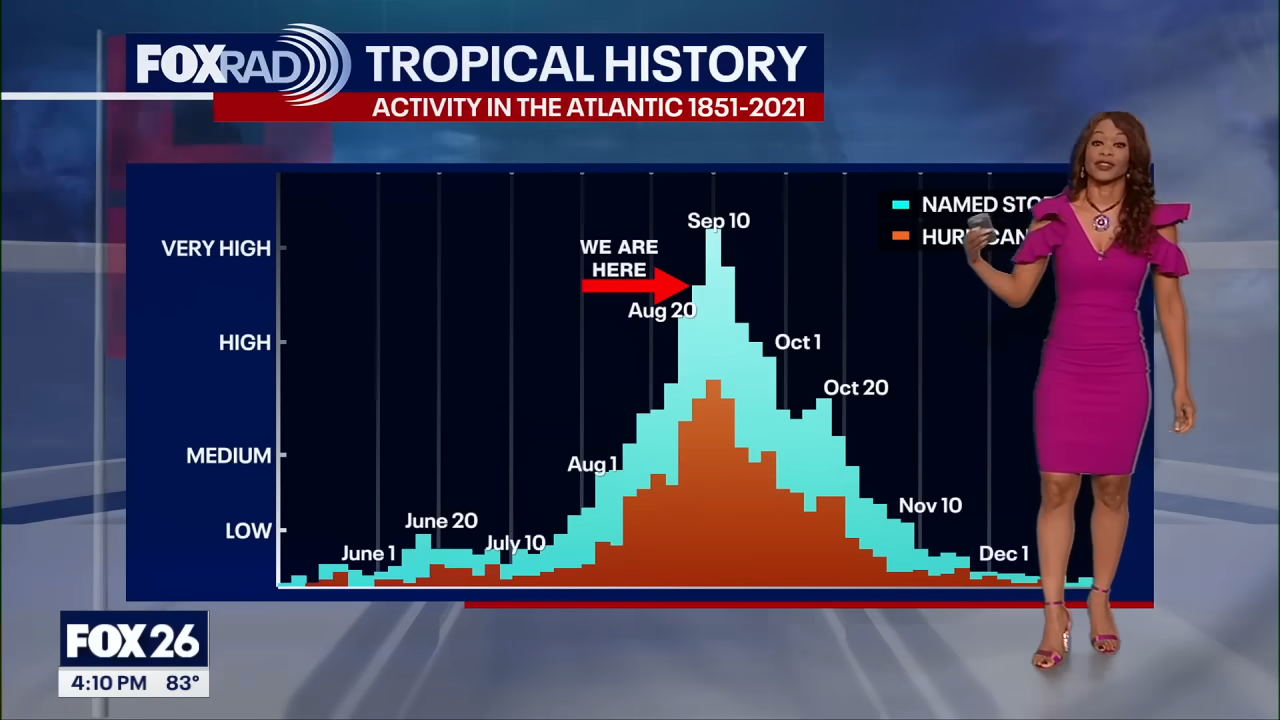 FOXRAD TROPICAL HISTORY
ACTIVITY IN THE ATLANTIC 1851-2021
NAMED
Sep 10
WE ARE
HERE
VERY HIGH
Aug 20
HIGH
Oct 1
Oct 20
MEDIUM
Aug 1
Nov 10
LOW
June 20
July 10
June 1
Dec 1
FOX 26
4:10 PM 83°